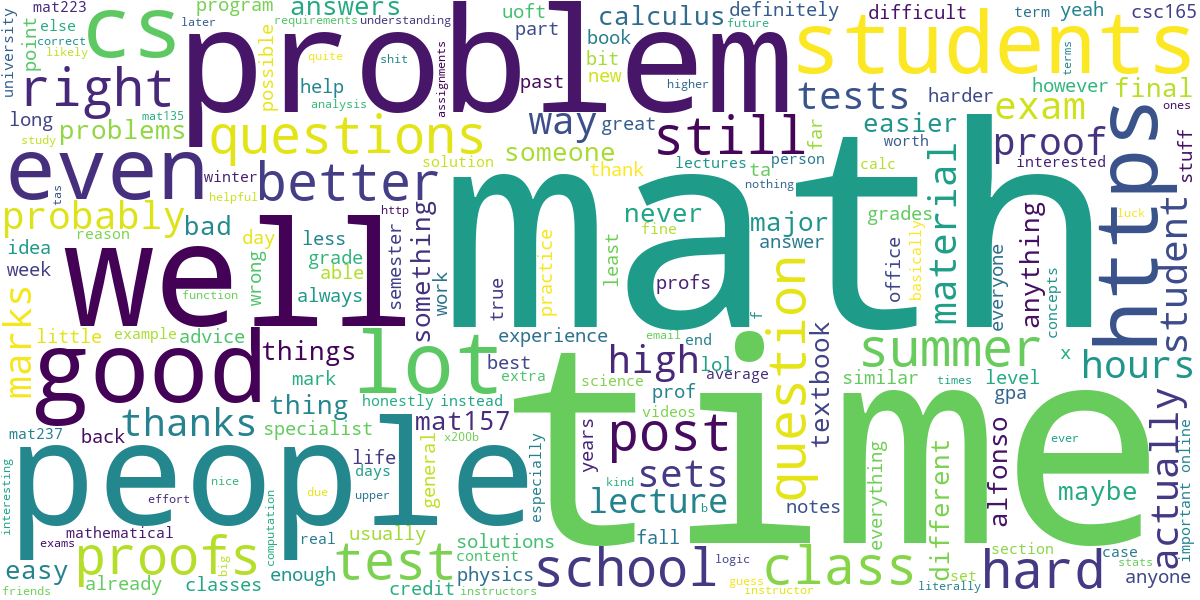 mat223
later
program
answers
uoft
calculus
definitely
difficult
term
yeah
csc165
university
else
correct
likely
point
cs
problem
requirements
understanding
part
book
students
possible
quite
shit
assignments
future
terms
right
help
analysis
past
bit
new
higher
tests
harder
however
final
exam
ones
long
mat135
problems
questions
way
great
still
far
easier
proof
study
even
tas
winter
better
solution
someone
lectures
thank
ta
person
calc
worth
interested
stuff
https
probably
reason
helpful
http
nothing
math
never
major
grades
material
luck
bad
day
less
grade
able
always
wrong
semester
something
work
true
practice
least
fine
answer
profs
office
basically
everyone
anything
concepts
student
idea
week
well
function
marks
little
example
advice
things
experience
email
end
if
question
textbook
summer
x
hours
good
lot
best
extra
high
lol
average
science
prof
similar
times
level
gpa
mark
honestly
instead
videos
thing
thanks
mat157
post
mat237
back
specialist
x200b
years
people
time
life
days
general
especially
kind
sets
lecture
b
notes
everything
different
alfonso
ever
maybe
actually
important
online
interesting
effort
nice
due
upper
mathematical
computation
real
usually
solutions
fall
exams
proofs
big
test
content
section
case
stats
easy
already
classes
enough
physics
school
logic
class
set
literally
hard
anyone
friends
credit
instructors
guess
instructor